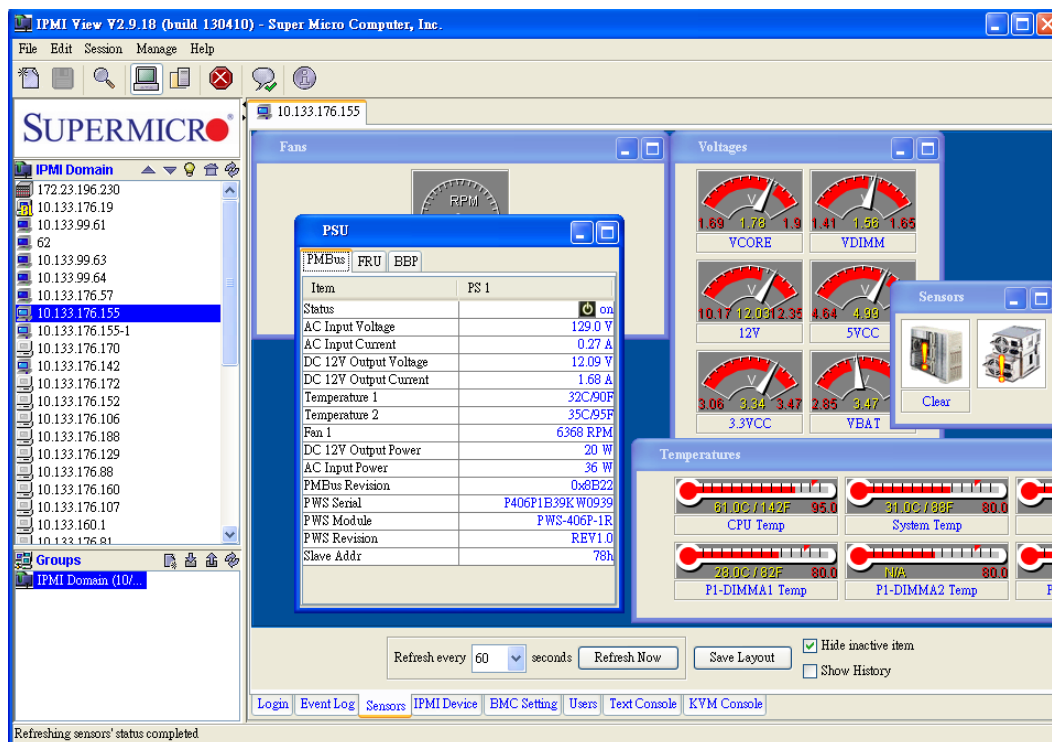 IPMI View V2.9.18 (build 130410) - Super Micro Computer, Inc.
File Edit Session Manage Help
SUPERMICRO
10.133.176.155
IPMI Domain
172.23.196.230
10.133.176.19
10.133.99.61
62
10.133.99.63
10.133.99.64
10.133.176.57
10.133.176.155
10.133.176.155-1
10.133.176.170
10.133.176.142
10.133.176.172
10.133.176.152
10.133.176.106
10.133.176.188
10.133.176.129
10.133.176.88
10.133.176.160
10.133.176.107
10.133.160.1
10.133.176.81
Groups
IPMI Domain (10/...
Fans
RPM
PSU
PMBus FRU BBP
Item PS 1
Status on
AC Input Voltage 129.0 V
AC Input Current 0.27 A
DC 12V Output Voltage 12.09 V
DC 12V Output Current 1.68 A
Temperature 1 32C/90F
Temperature 2 35C/95F
Fan 1 6368 RPM
DC 12V Output Power 20 W
AC Input Power 36 W
PMBus Revision 0x8B22
PWS Serial P406P1B39KW0939
PWS Module PWS-406P-1R
PWS Revision REV1.0
Slave Addr 78h
Voltages
V V
1.69 1.78 1.9 1.41 1.56 1.65
VCORE VDIMM
V V
10.17 12.03 12.35 4.64 4.99
12V 5VCC
V V
3.06 3.34 3.47 2.85 3.47
3.3VCC VBAT
Sensors
Clear
Temperatures
61.0C/142F 95.0 31.0C/88F 80.0
CPU Temp System Temp
28.0C/82F 80.0 N/A 80.0
P1-DIMMA1 Temp P1-DIMMA2 Temp
Refresh every 60 seconds Refresh Now Save Layout
Hide inactive item
Show History
Login Event Log Sensors IPMI Device BMC Setting Users Text Console KVM Console
Refreshing sensors' status completed